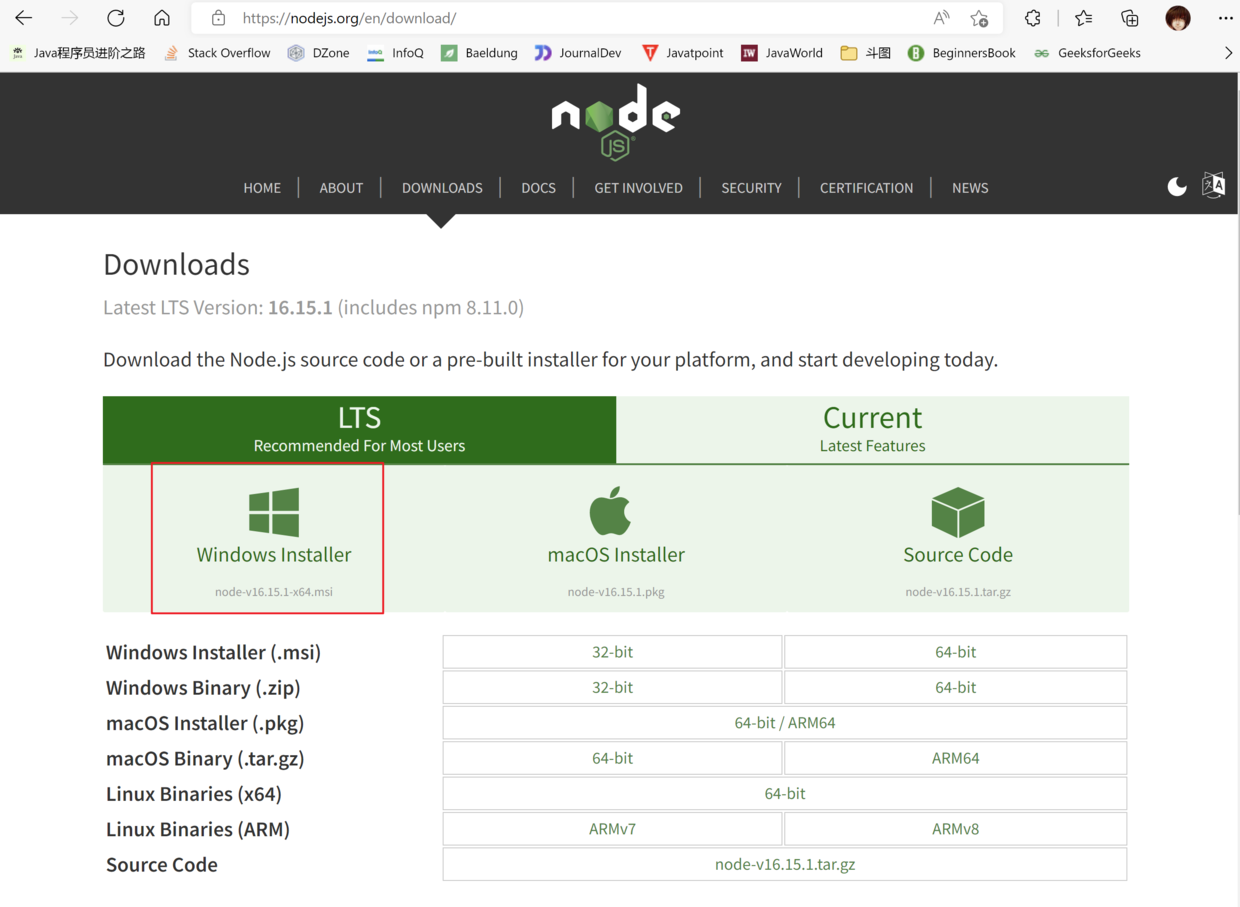 https://nodejs.org/en/download/
Java程序员进阶之路 Stack Overflow DZone InfoQ Baeldung JournalDev Javatpoint JavaWorld 斗图 BeginnersBook GeeksforGeeks
node
JS
HOME ABOUT DOWNLOADS DOCS GET INVOLVED SECURITY CERTIFICATION NEWS
Downloads
Latest LTS Version: 16.15.1 (includes npm 8.11.0)
Download the Node.js source code or a pre-built installer for your platform, and start developing today.
LTS
Recommended For Most Users
Current
Latest Features
Windows Installer
node-v16.15.1-x64.msi
macOS Installer
node-v16.15.1.pkg
Source Code
node-v16.15.1.tar.gz
Windows Installer (.msi) 32-bit 64-bit
Windows Binary (.zip) 32-bit 64-bit
macOS Installer (.pkg) 64-bit / ARM64
macOS Binary (.tar.gz) 64-bit ARM64
Linux Binaries (x64) 64-bit
Linux Binaries (ARM) ARMv7 ARMv8
Source Code node-v16.15.1.tar.gz